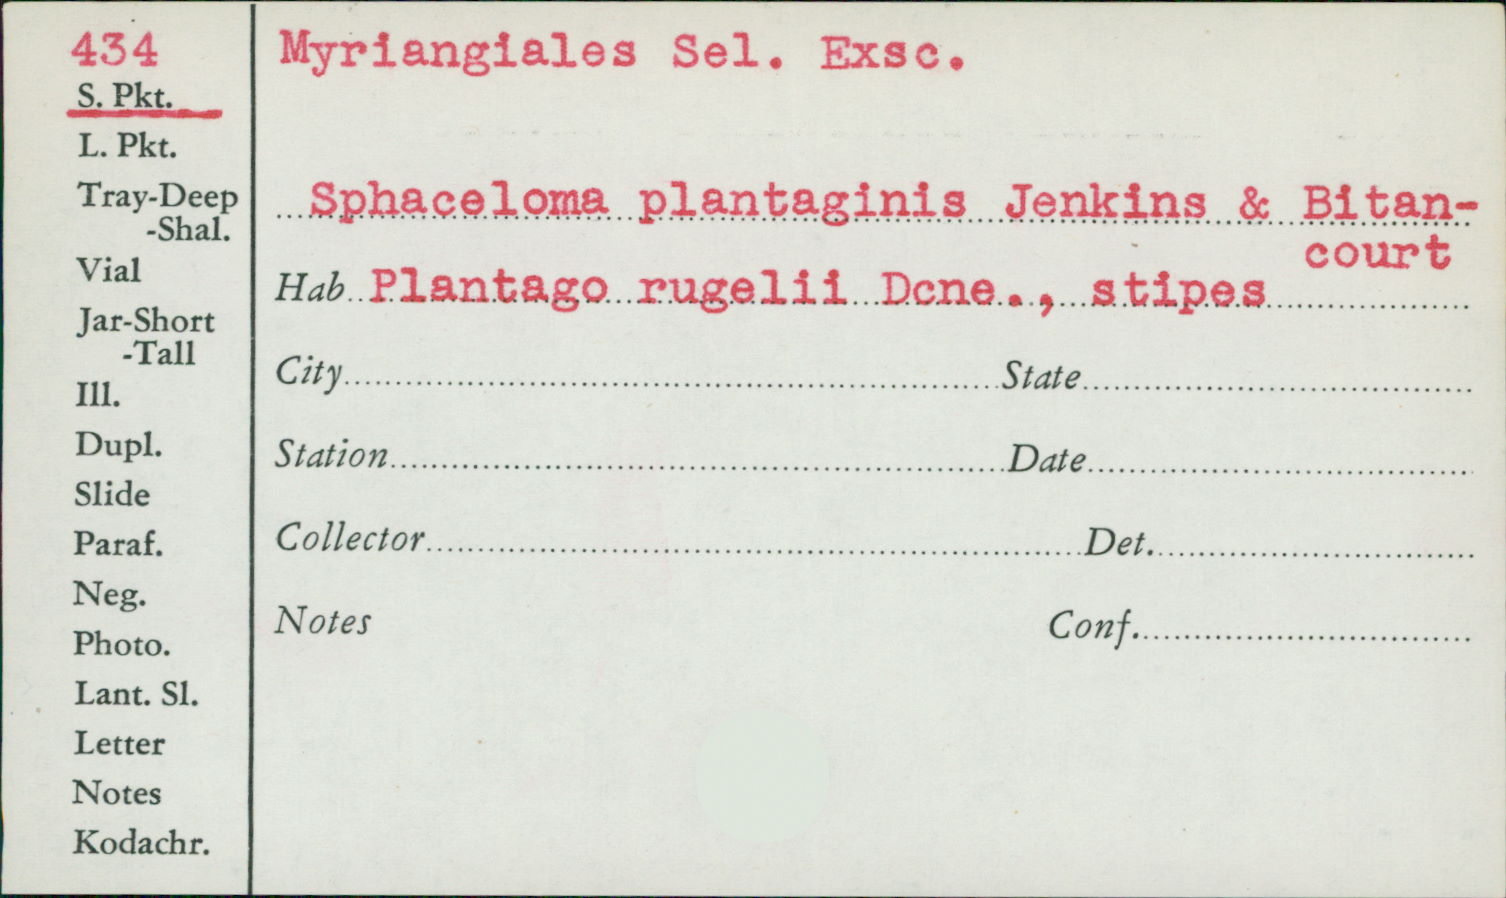 434
S. Pkt.
L. Pkt.
Tray-Deep
-Shal.
Vial
Jar-Short
-Tall
Ill.
Dupl.
Slide
Paraf.
Neg.
Photo.
Lant. Sl.
Letter
Notes
Kodachr.
Myriangiales Sel. Exsc.
Sphaceloma plantaginis Jenkins & Bitan-
court
Hab Plantago rugelii Dcne., stipes
City State
Station Date
Collector Det.
Notes Conf.